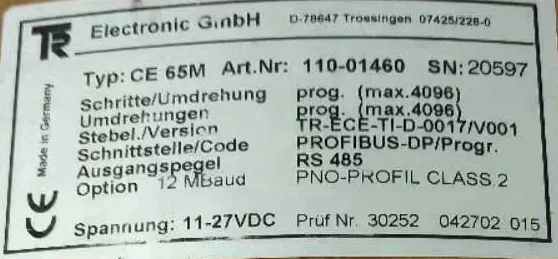 TR Electronic GmbH D-78647 Trossingen 07425/228-0
Typ: CE 65M Art.Nr: 110-01460 SN: 20597
Schritte/Umdrehung prog. (max.4096)
Umdrehungen prog. (max.4096)
Stebel./Version TR-ECE-TI-D-0017/V001
Schnittstelle/Code PROFIBUS-DP/Progr.
Ausgangspegel RS 485
Option 12 MBaud PNO-PROFIL CLASS 2
Spannung: 11-27VDC Prüf Nr. 30252 042702 015
Made in Germany
CE